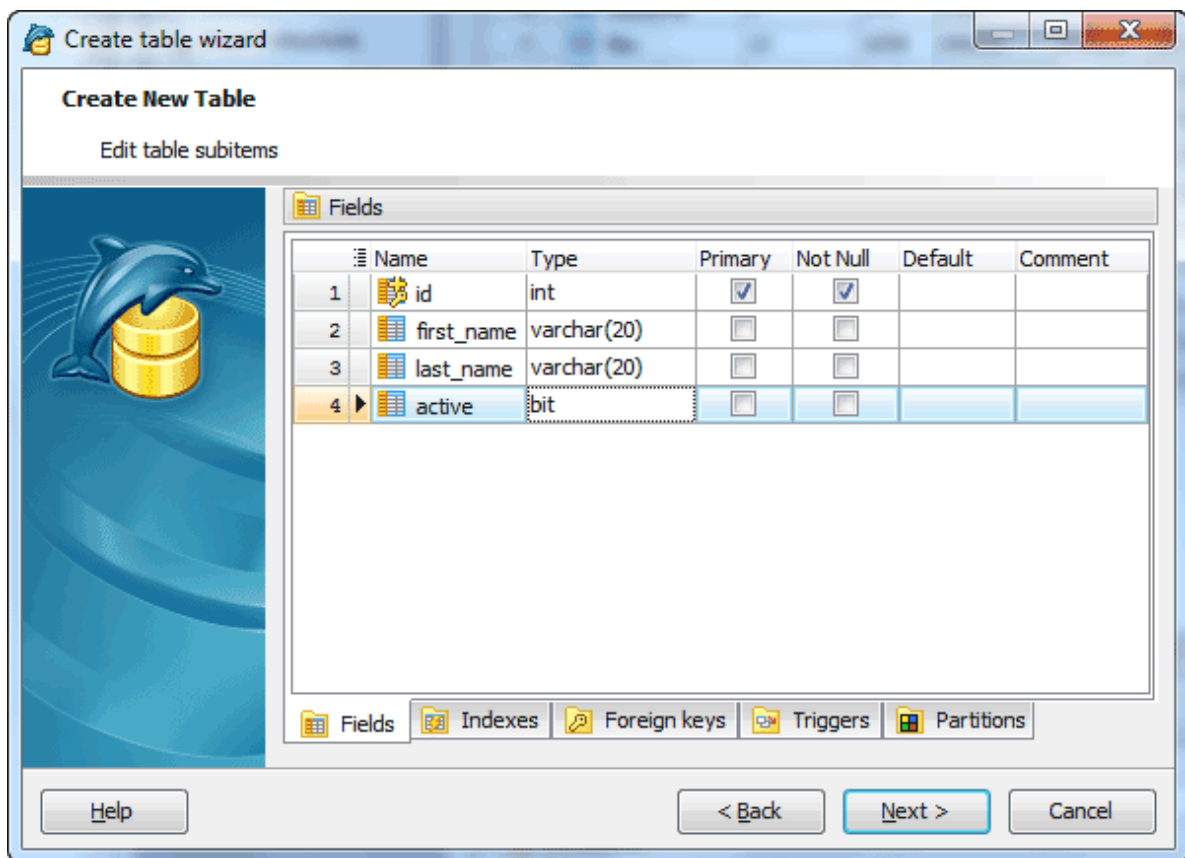 Create table wizard
Create New Table
Edit table subitems
Fields
Name Type Primary Not Null Default Comment
1 id int
2 first_name varchar(20)
3 last_name varchar(20)
4 active bit
Fields Indexes Foreign keys Triggers Partitions
Help < Back Next > Cancel